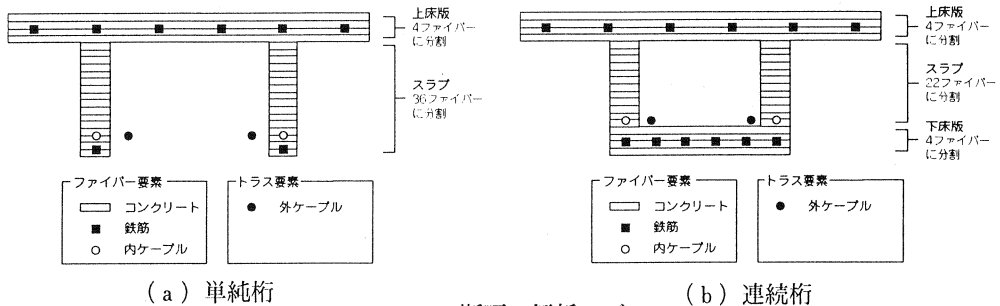 上床版
4ファイバー
に分割
スラブ
36ファイバー
に分割
ファイバー要素
コンクリート
鉄筋
内ケーブル
トラス要素
外ケーブル
(a) 単純桁
上床版
4ファイバー
に分割
スラブ
22ファイバー
に分割
下床版
4ファイバー
に分割
ファイバー要素
コンクリート
鉄筋
内ケーブル
トラス要素
外ケーブル
(b) 連続桁